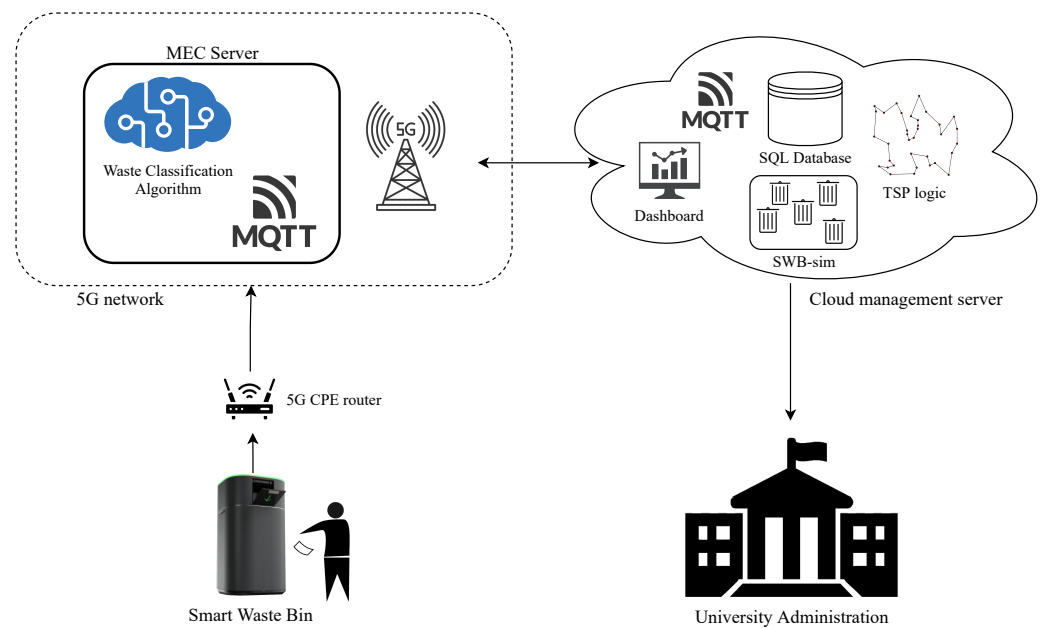 MEC Server
Waste Classification
Algorithm
MQTT
5G
5G network
5G CPE router
Smart Waste Bin
MQTT
SQL Database
TSP logic
Dashboard
SWB-sim
Cloud management server
University Administration